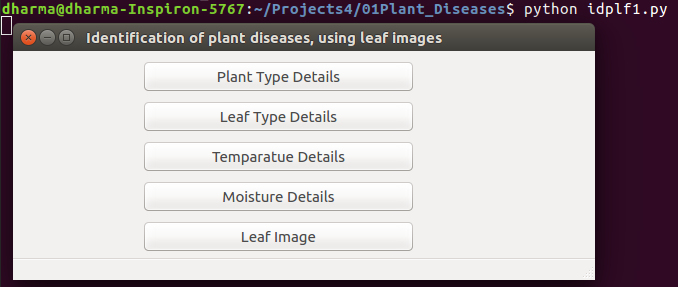 dharma@dharma-Inspiron-5767:~/Projects4/01Plant_Diseases$ python idplf1.py
Identification of plant diseases, using leaf images
Plant Type Details
Leaf Type Details
Temparatue Details
Moisture Details
Leaf Image